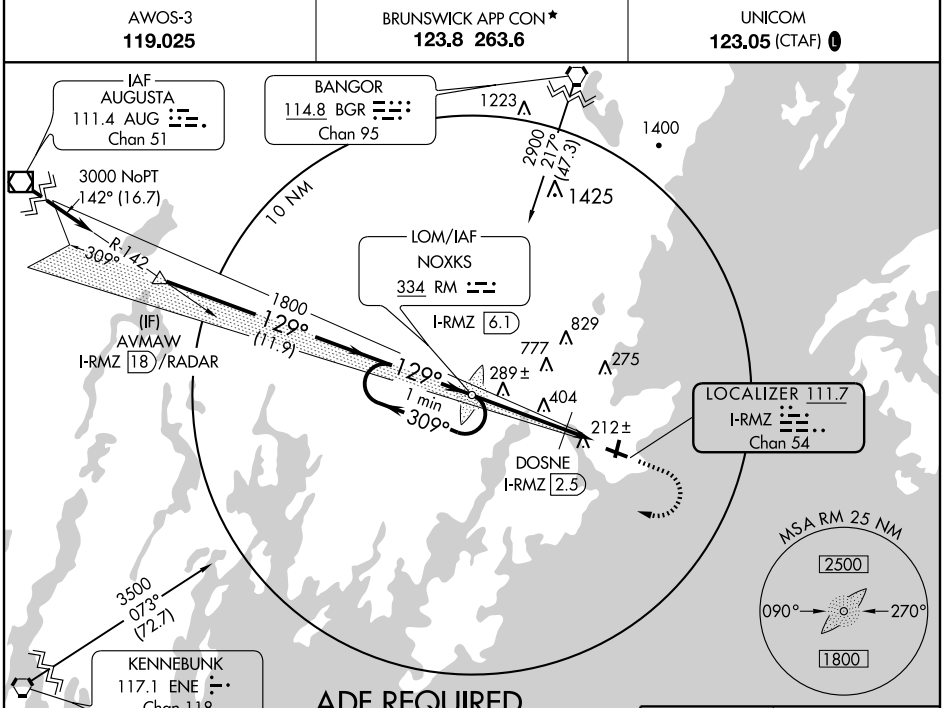 AWOS-3
119.025
BRUNSWICK APP CON★
123.8 263.6
UNICOM
123.05 (CTAF) L
IAF
AUGUSTA
111.4 AUG
Chan 51
BANGOR
114.8 BGR
Chan 95
1223
1400
2900
217°
(47.3)
1425
3000 NoPT
142° (16.7)
10 NM
R-142
309°
LOM/IAF
NOXKS
334 RM
I-RMZ 6.1
1800
129°
(11.9)
(IF)
AVMAW
I-RMZ 18 /RADAR
829
777
275
289±
129°
1 min
309°
404
212±
LOCALIZER 111.7
I-RMZ
Chan 54
DOSNE
I-RMZ 2.5
MSA RM 25 NM
2500
090°
270°
1800
3500
073°
(72.7)
KENNEBUNK
117.1 ENE
Chan 118
ADF REQUIRED